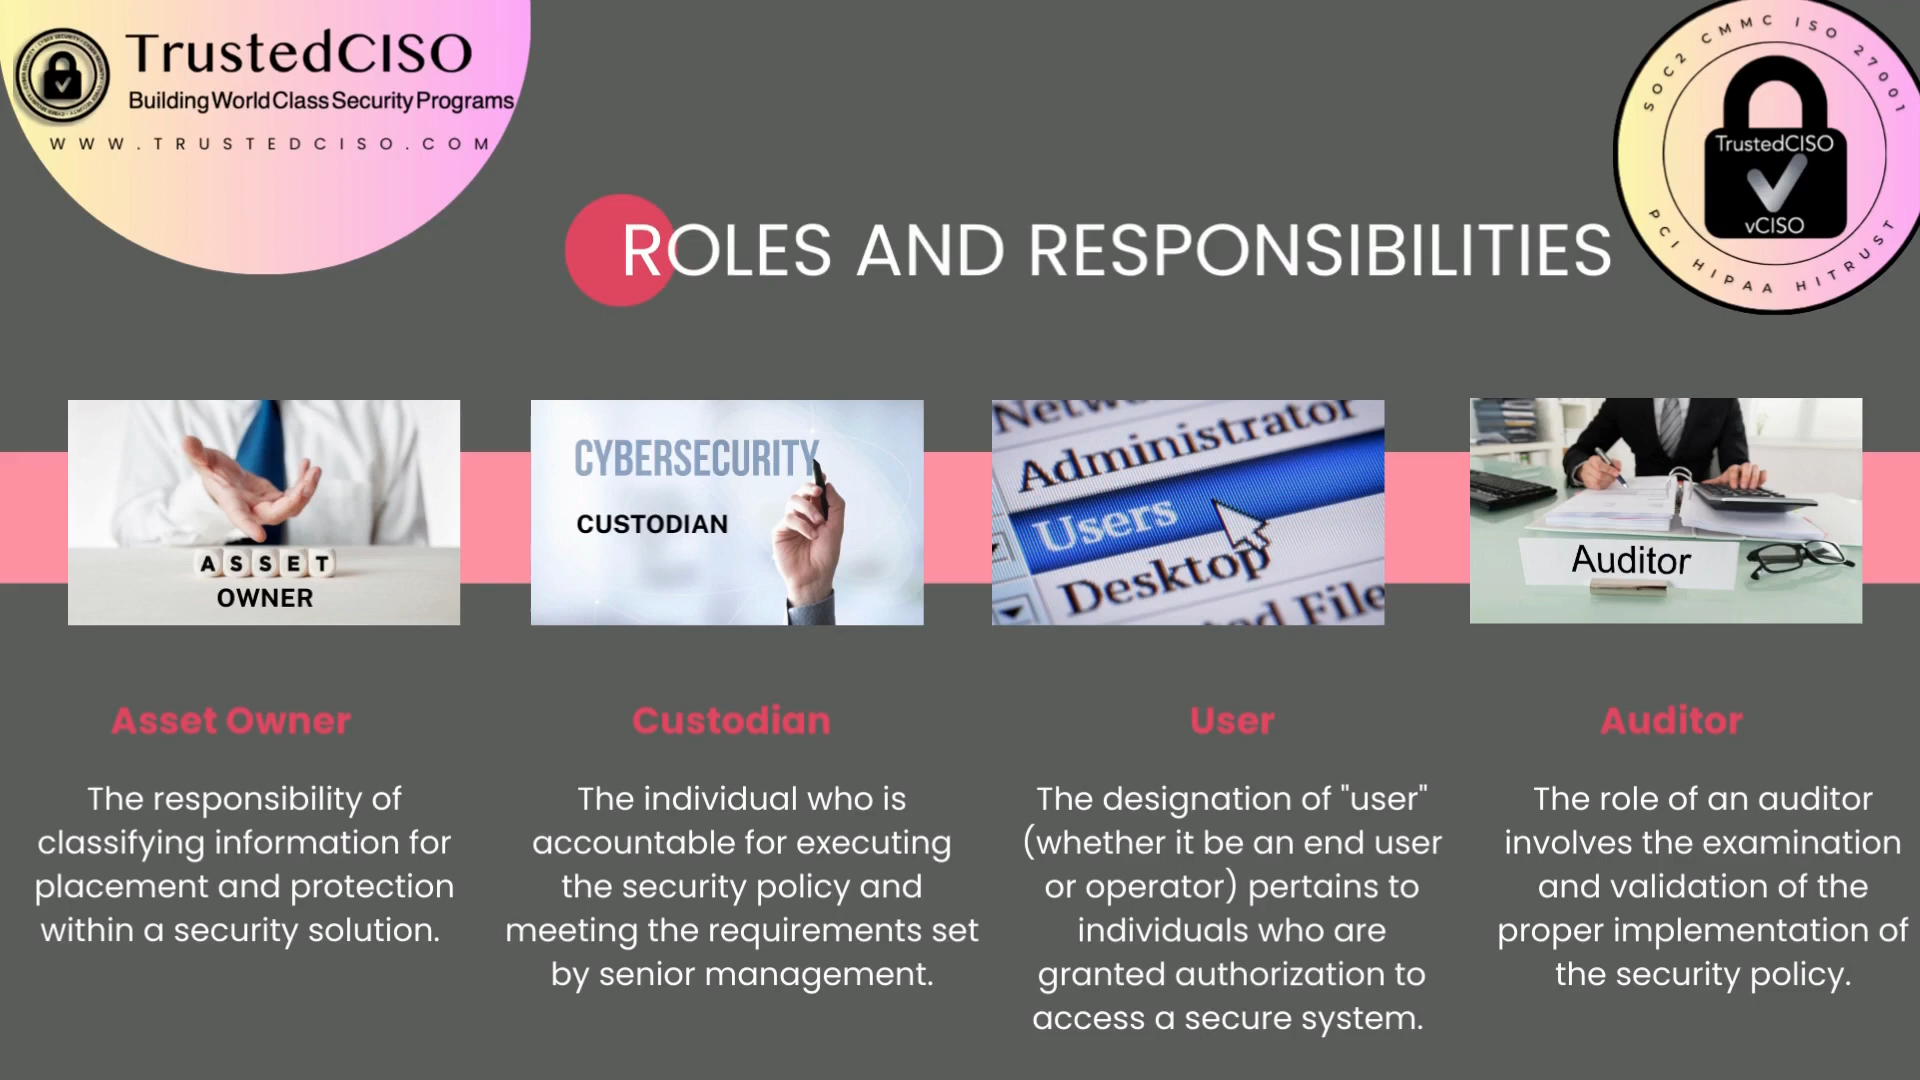 TrustedCISO
Building World Class Security Programs
WWW.TRUSTEDCISO.COM
SOC2 CMMC ISO 27001
TrustedCISO
vCISO
PCI HIPAA HITRUST
ROLES AND RESPONSIBILITIES
ASSET
OWNER
CYBERSECURITY
CUSTODIAN
Administrator
Users
Desktop
Auditor
Asset Owner
The responsibility of
classifying information for
placement and protection
within a security solution.
Custodian
The individual who is
accountable for executing
the security policy and
meeting the requirements set
by senior management.
User
The designation of "user"
(whether it be an end user
or operator) pertains to
individuals who are
granted authorization to
access a secure system.
Auditor
The role of an auditor
involves the examination
and validation of the
proper implementation of
the security policy.